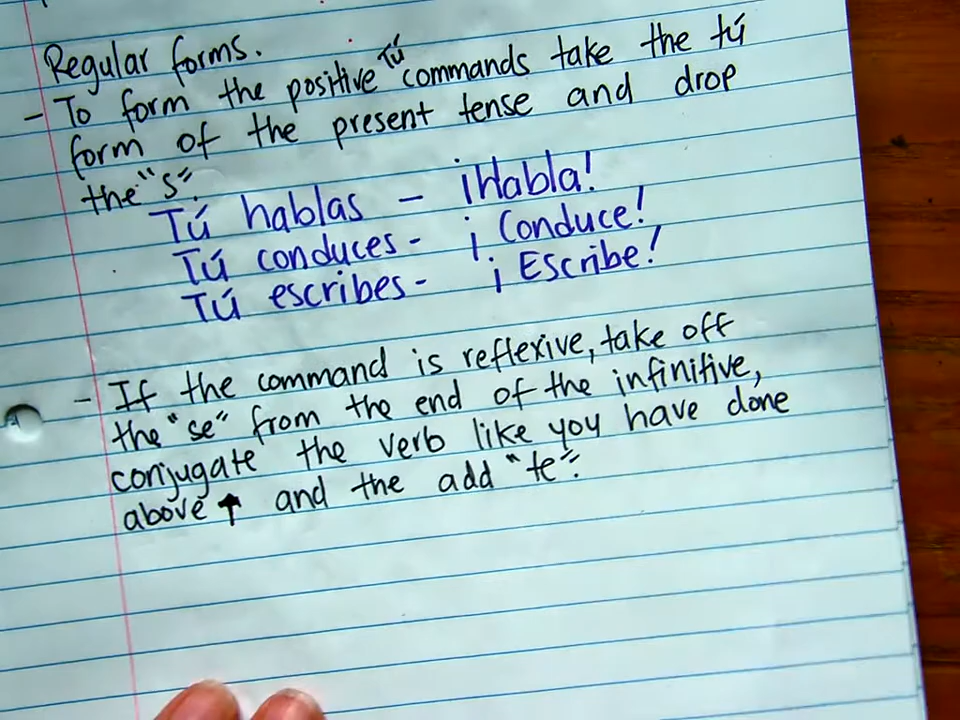 Regular forms.
- To form the positive Tú commands take the tú
form of the present tense and drop
the "s".
Tú hablas - ¡Habla!
Tú conduces - ¡Conduce!
Tú escribes - ¡Escribe!
- If the command is reflexive, take off
the "se" from the end of the infinitive,
conjugate the verb like you have done
above ↑ and the add "te".